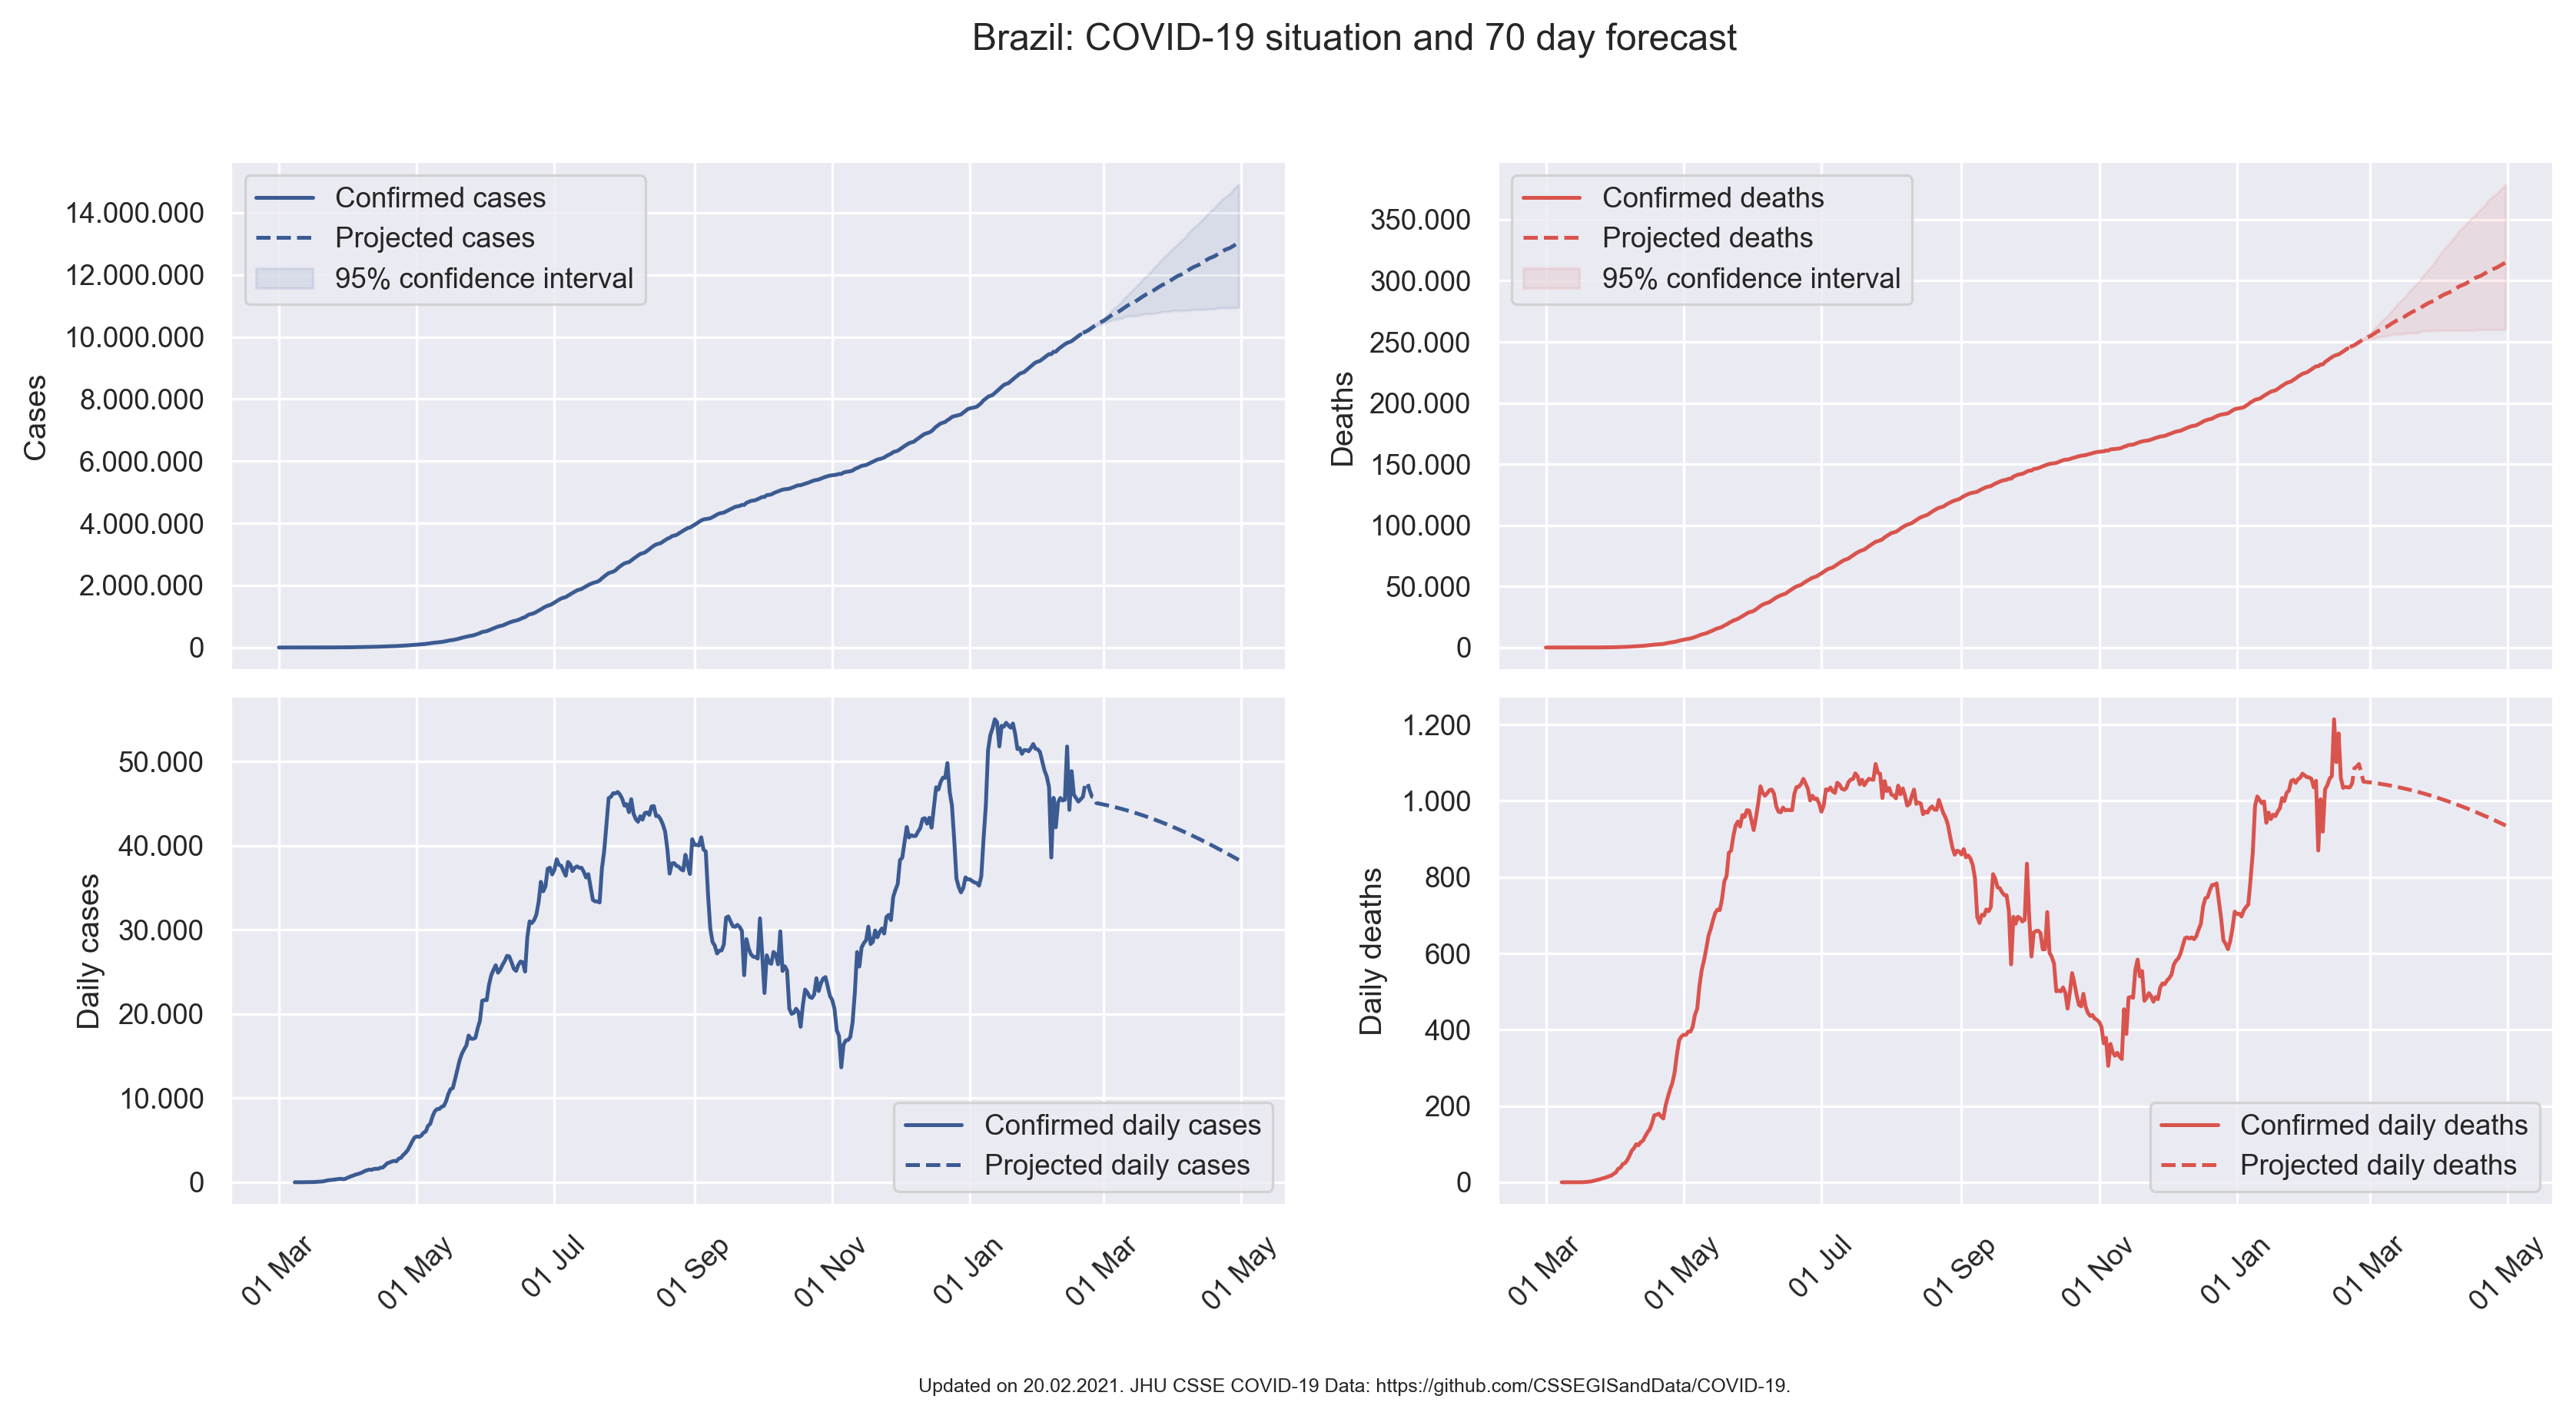 Brazil: COVID-19 situation and 70 day forecast
Cases
14.000.000
12.000.000
10.000.000
8.000.000
6.000.000
4.000.000
2.000.000
0
Confirmed cases
Projected cases
95% confidence interval
Deaths
350.000
300.000
250.000
200.000
150.000
100.000
50.000
0
Confirmed deaths
Projected deaths
95% confidence interval
Daily cases
50.000
40.000
30.000
20.000
10.000
0
Confirmed daily cases
Projected daily cases
01 Mar
01 May
01 Jul
01 Sep
01 Nov
01 Jan
01 Mar
01 May
Daily deaths
1.200
1.000
800
600
400
200
0
Confirmed daily deaths
Projected daily deaths
01 Mar
01 May
01 Jul
01 Sep
01 Nov
01 Jan
01 Mar
01 May
Updated on 20.02.2021. JHU CSSE COVID-19 Data: https://github.com/CSSEGISandData/COVID-19.